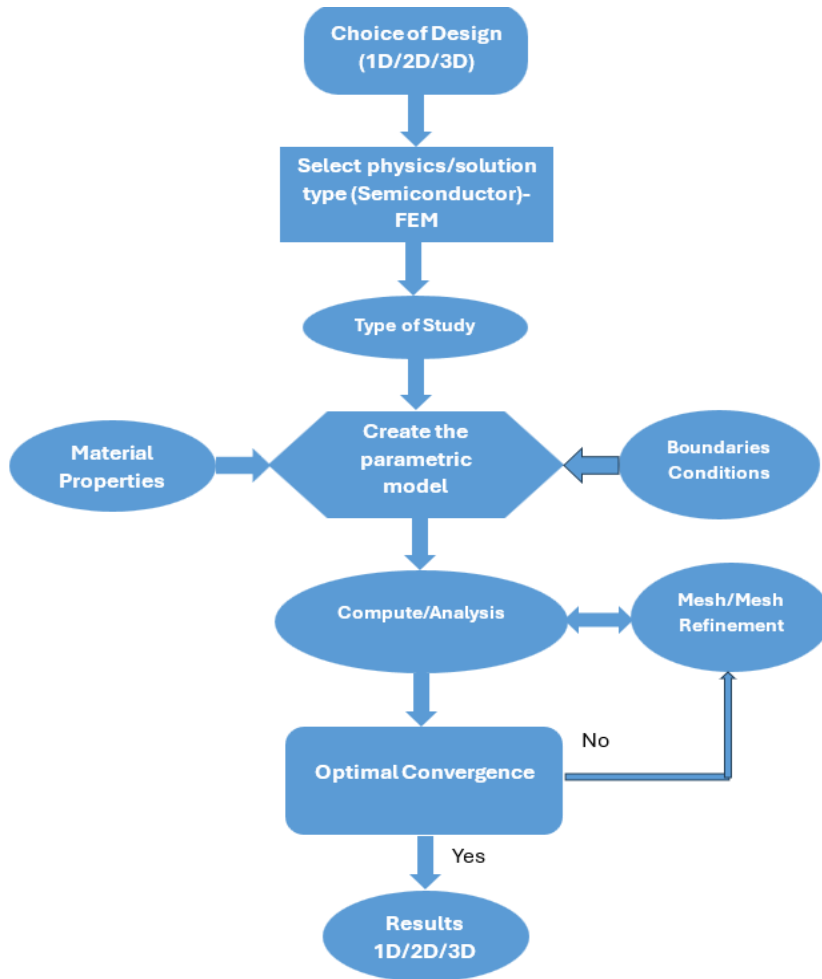 Choice of Design
(1D/2D/3D)
Select physics/solution
type (Semiconductor)-
FEM
Type of Study
Create the
parametric
model
Material
Properties
Boundaries
Conditions
Compute/Analysis
Mesh/Mesh
Refinement
No
Optimal Convergence
Yes
Results
1D/2D/3D